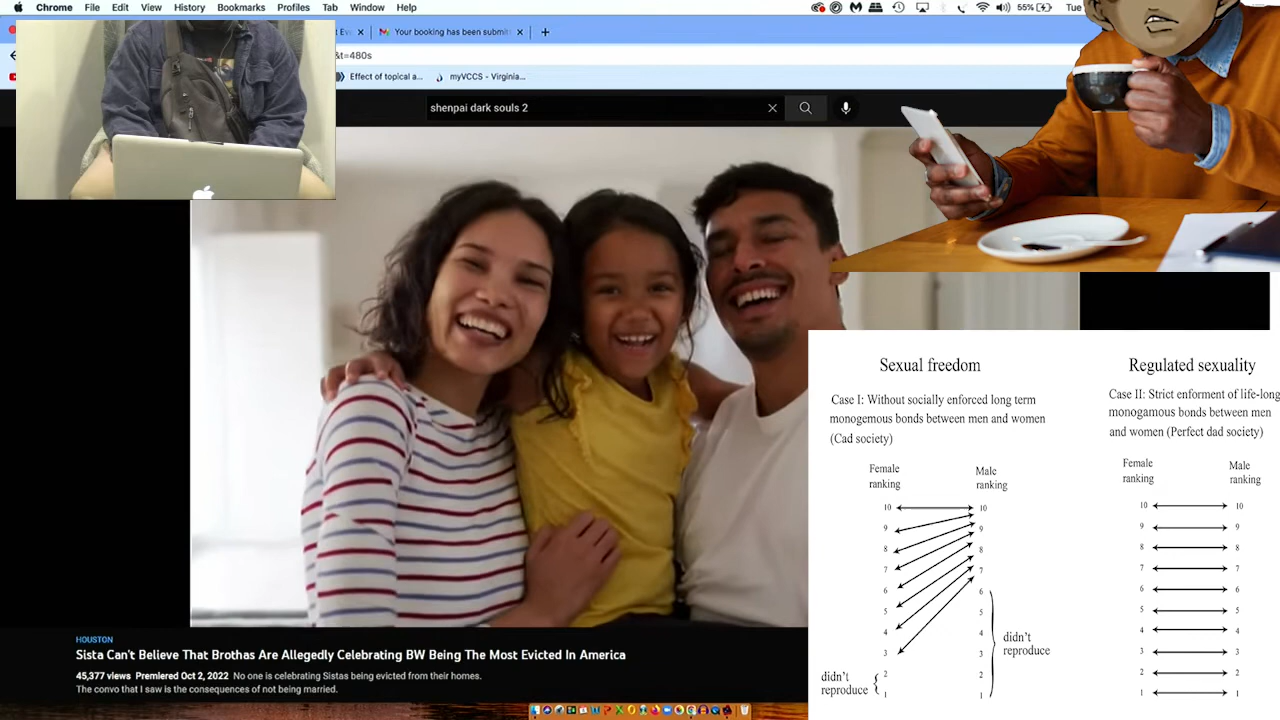 Chrome File Edit View History Bookmarks Profiles Tab Window Help
55%
Tue
t Ev
Your booking has been submit
&t=480s
Effect of topical a...
myVCCS - Virginia...
shenpai dark souls 2
HOUSTON
Sista Can't Believe That Brothas Are Allegedly Celebrating BW Being The Most Evicted In America
45,377 views Premiered Oct 2, 2022 No one is celebrating Sistas being evicted from their homes.
The convo that I saw is the consequences of not being married.
Sexual freedom
Case I: Without socially enforced long term
monogemous bonds between men and women
(Cad society)
Female
ranking
Male
ranking
10 10
9 9
8 8
7 7
6 6
5 5
4 4
3 3
2 2
1 1
didn't
reproduce
didn't
reproduce
Regulated sexuality
Case II: Strict enforment of life-long
monogamous bonds between men
and women (Perfect dad society)
Female
ranking
Male
ranking
10 10
9 9
8 8
7 7
6 6
5 5
4 4
3 3
2 2
1 1